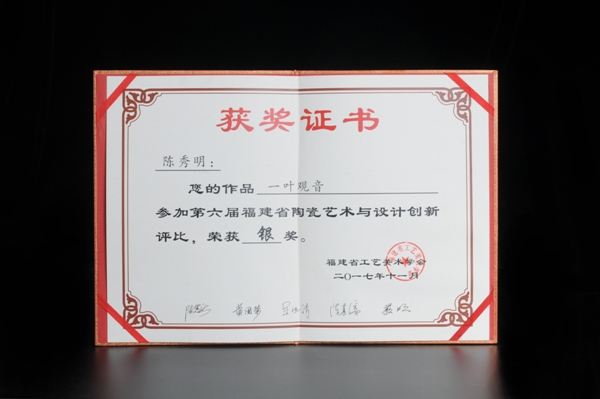 获奖证书
陈秀明:
您的作品 一叶观音
参加第六届福建省陶瓷艺术与设计创新
评比，荣获 银 奖。
福建省工艺美术学会
二〇一七年十一月